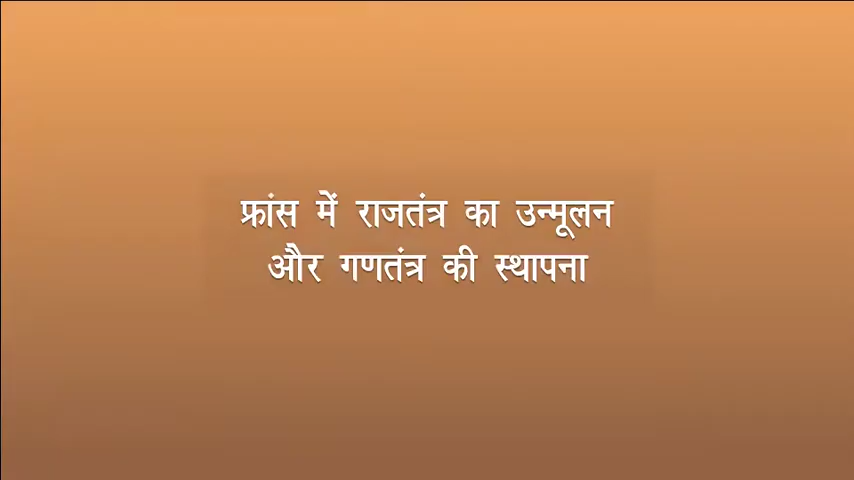 फ्रांस में राजतंत्र का उन्मूलन
और गणतंत्र की स्थापना